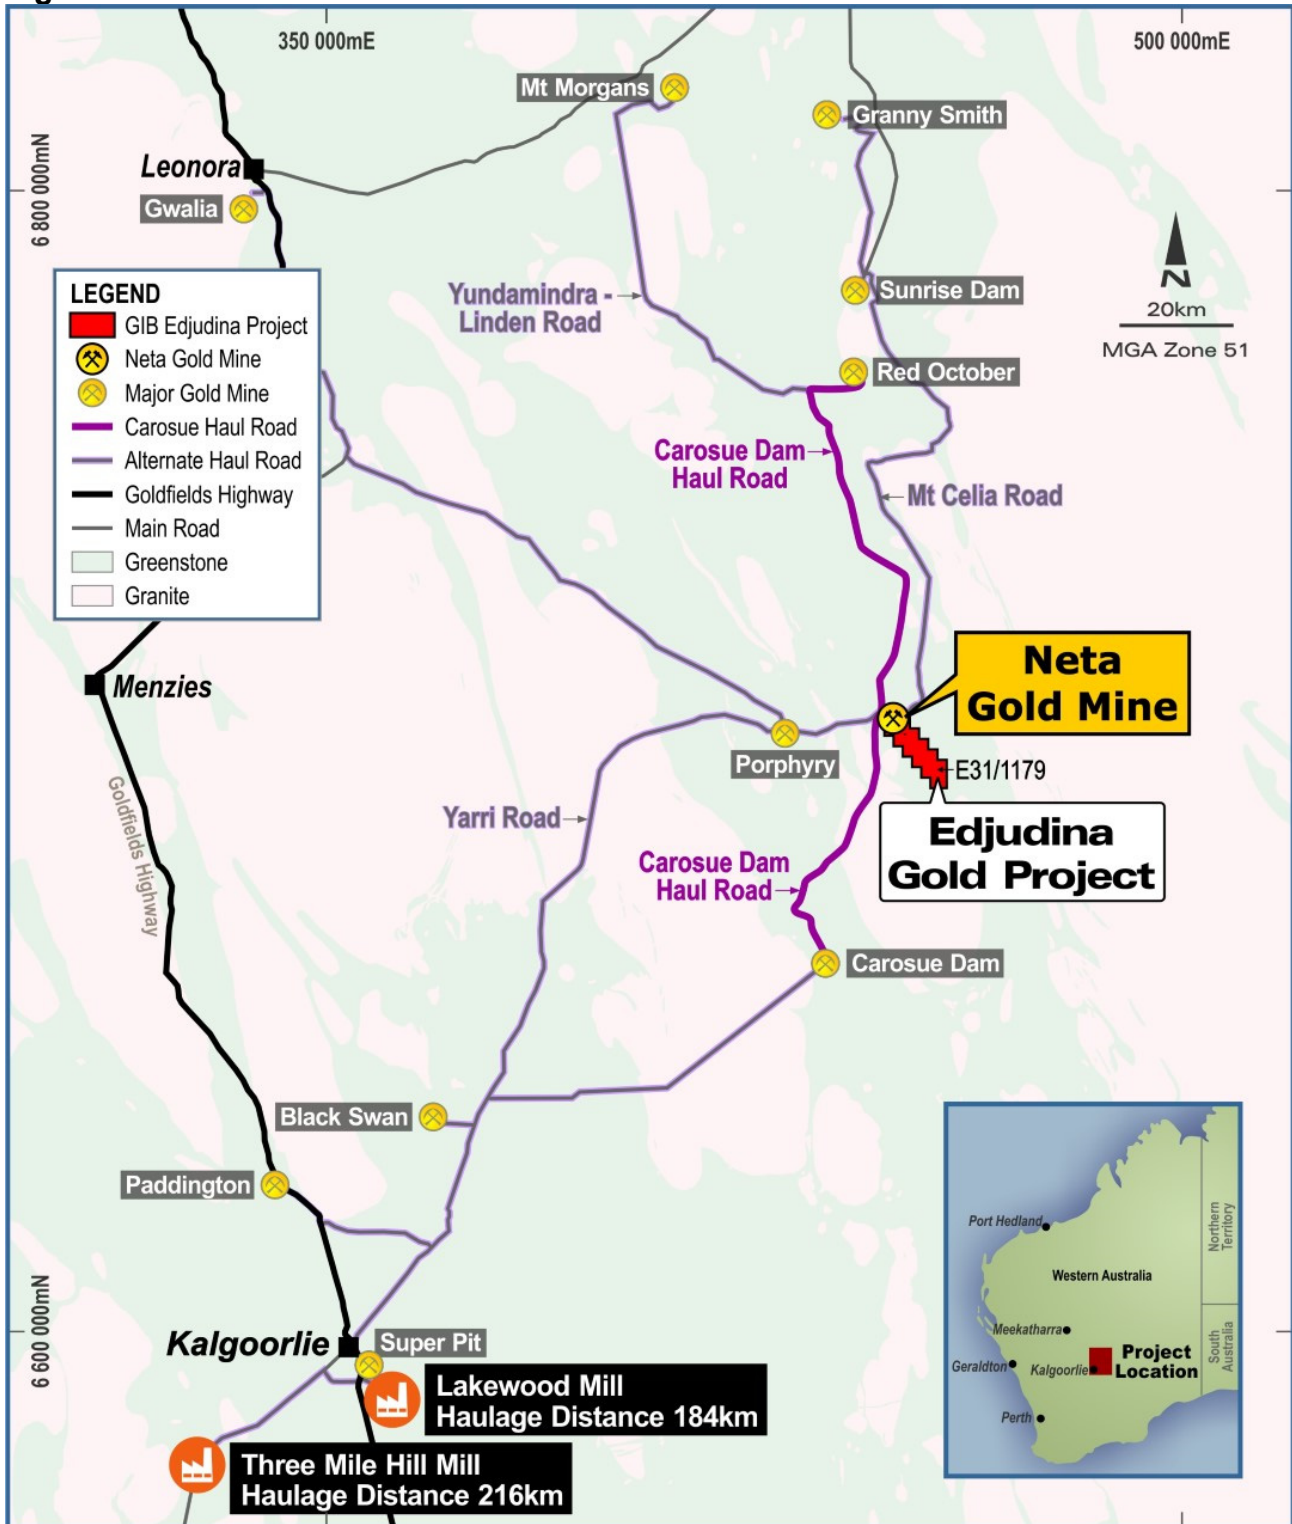 350 000mE
500 000mE
Mt Morgans
Granny Smith
Leonora
6 800 000mN
Gwalia
LEGEND
GIB Edjudina Project
Neta Gold Mine
Major Gold Mine
Carosue Haul Road
Alternate Haul Road
Goldfields Highway
Main Road
Greenstone
Granite
Yundamindra -
Linden Road
Sunrise Dam
N
20km
MGA Zone 51
Red October
Carosue Dam
Haul Road
Mt Celia Road
Menzies
Neta
Gold Mine
Porphyry
E31/1179
Goldfields Highway
Yarri Road
Edjudina
Gold Project
Carosue Dam
Haul Road
Carosue Dam
Black Swan
Paddington
6 600 000mN
Kalgoorlie
Super Pit
Lakewood Mill
Haulage Distance 184km
Three Mile Hill Mill
Haulage Distance 216km
Port Hedland
Northern
Territory
Western Australia
Meekatharra
South
Australia
Geraldton
Kalgoorlie
Project
Location
Perth